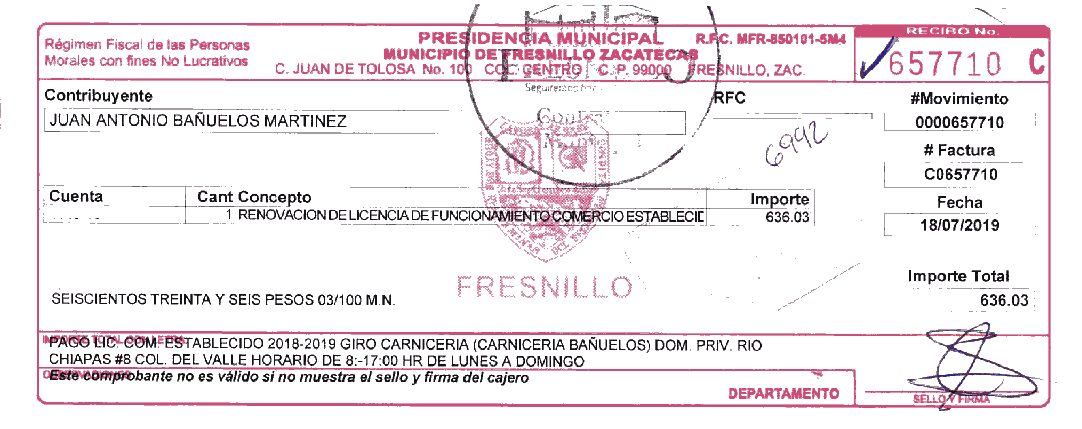 Régimen Fiscal de las Personas
Morales con fines No Lucrativos
PRESIDENCIA MUNICIPAL
R.F.C. MFR-850101-5M4
MUNICIPIO DE FRESNILLO ZACATECAS
C. JUAN DE TOLOSA No. 100 COL. CENTRO C.P. 99000 FRESNILLO, ZAC.
RECIBO No.
657710 C
Contribuyente
RFC
JUAN ANTONIO BAÑUELOS MARTINEZ
#Movimiento
0000657710
6992
# Factura
C0657710
Cuenta Cant Concepto Importe
1 RENOVACION DE LICENCIA DE FUNCIONAMIENTO COMERCIO ESTABLECID 636.03
Fecha
18/07/2019
FRESNILLO
Importe Total
636.03
SEISCIENTOS TREINTA Y SEIS PESOS 03/100 M.N.
IMPORTE TOTAL CON LETRA
PAGO LIC. COM. ESTABLECIDO 2018-2019 GIRO CARNICERIA (CARNICERIA BAÑUELOS) DOM. PRIV. RIO
CHIAPAS #8 COL. DEL VALLE HORARIO DE 8:-17:00 HR DE LUNES A DOMINGO
Este comprobante no es válido si no muestra el sello y firma del cajero
DEPARTAMENTO
SELLO Y FIRMA